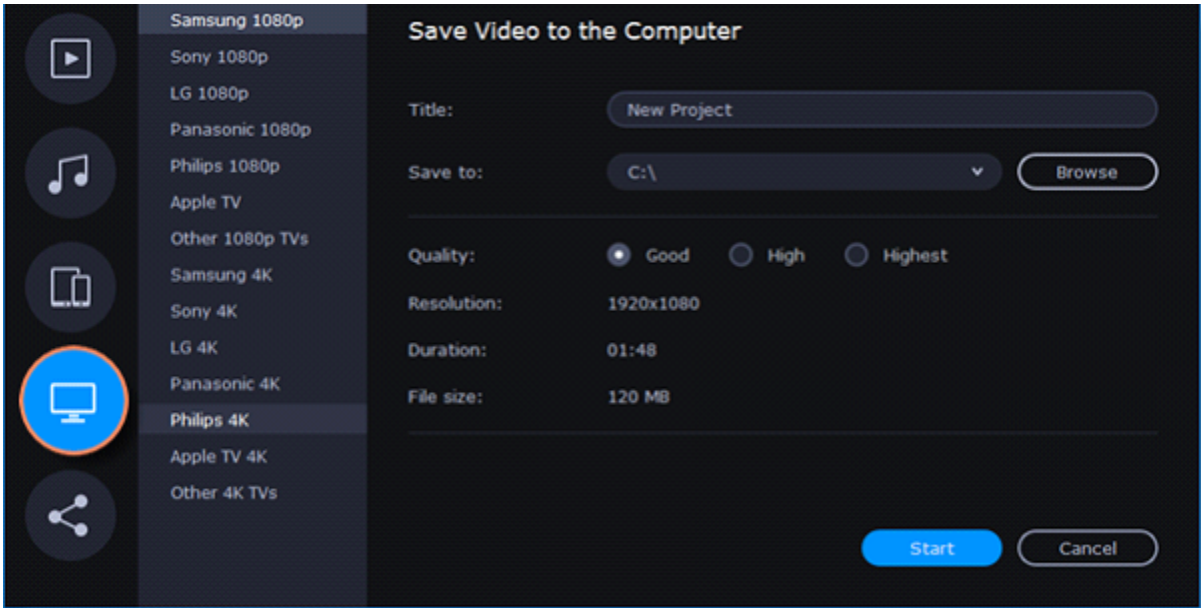 Samsung 1080p
Sony 1080p
LG 1080p
Panasonic 1080p
Philips 1080p
Apple TV
Other 1080p TVs
Samsung 4K
Sony 4K
LG 4K
Panasonic 4K
Philips 4K
Apple TV 4K
Other 4K TVs
Save Video to the Computer
Title: New Project
Save to: C:\ Browse
Quality: Good High Highest
Resolution: 1920x1080
Duration: 01:48
File size: 120 MB
Start Cancel